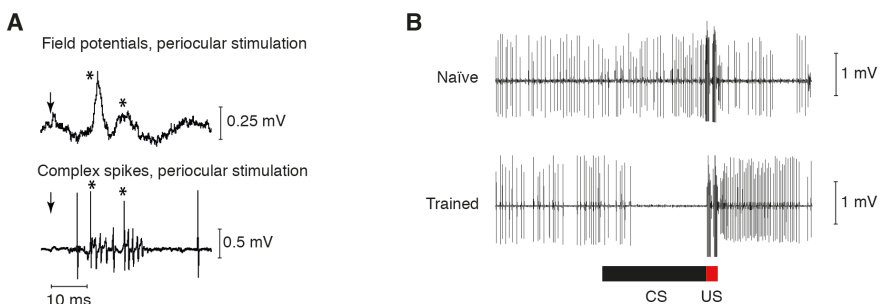 A
Field potentials, periocular stimulation
*
*
0.25 mV
Complex spikes, periocular stimulation
*
*
0.5 mV
10 ms
B
Naïve
1 mV
Trained
1 mV
CS US